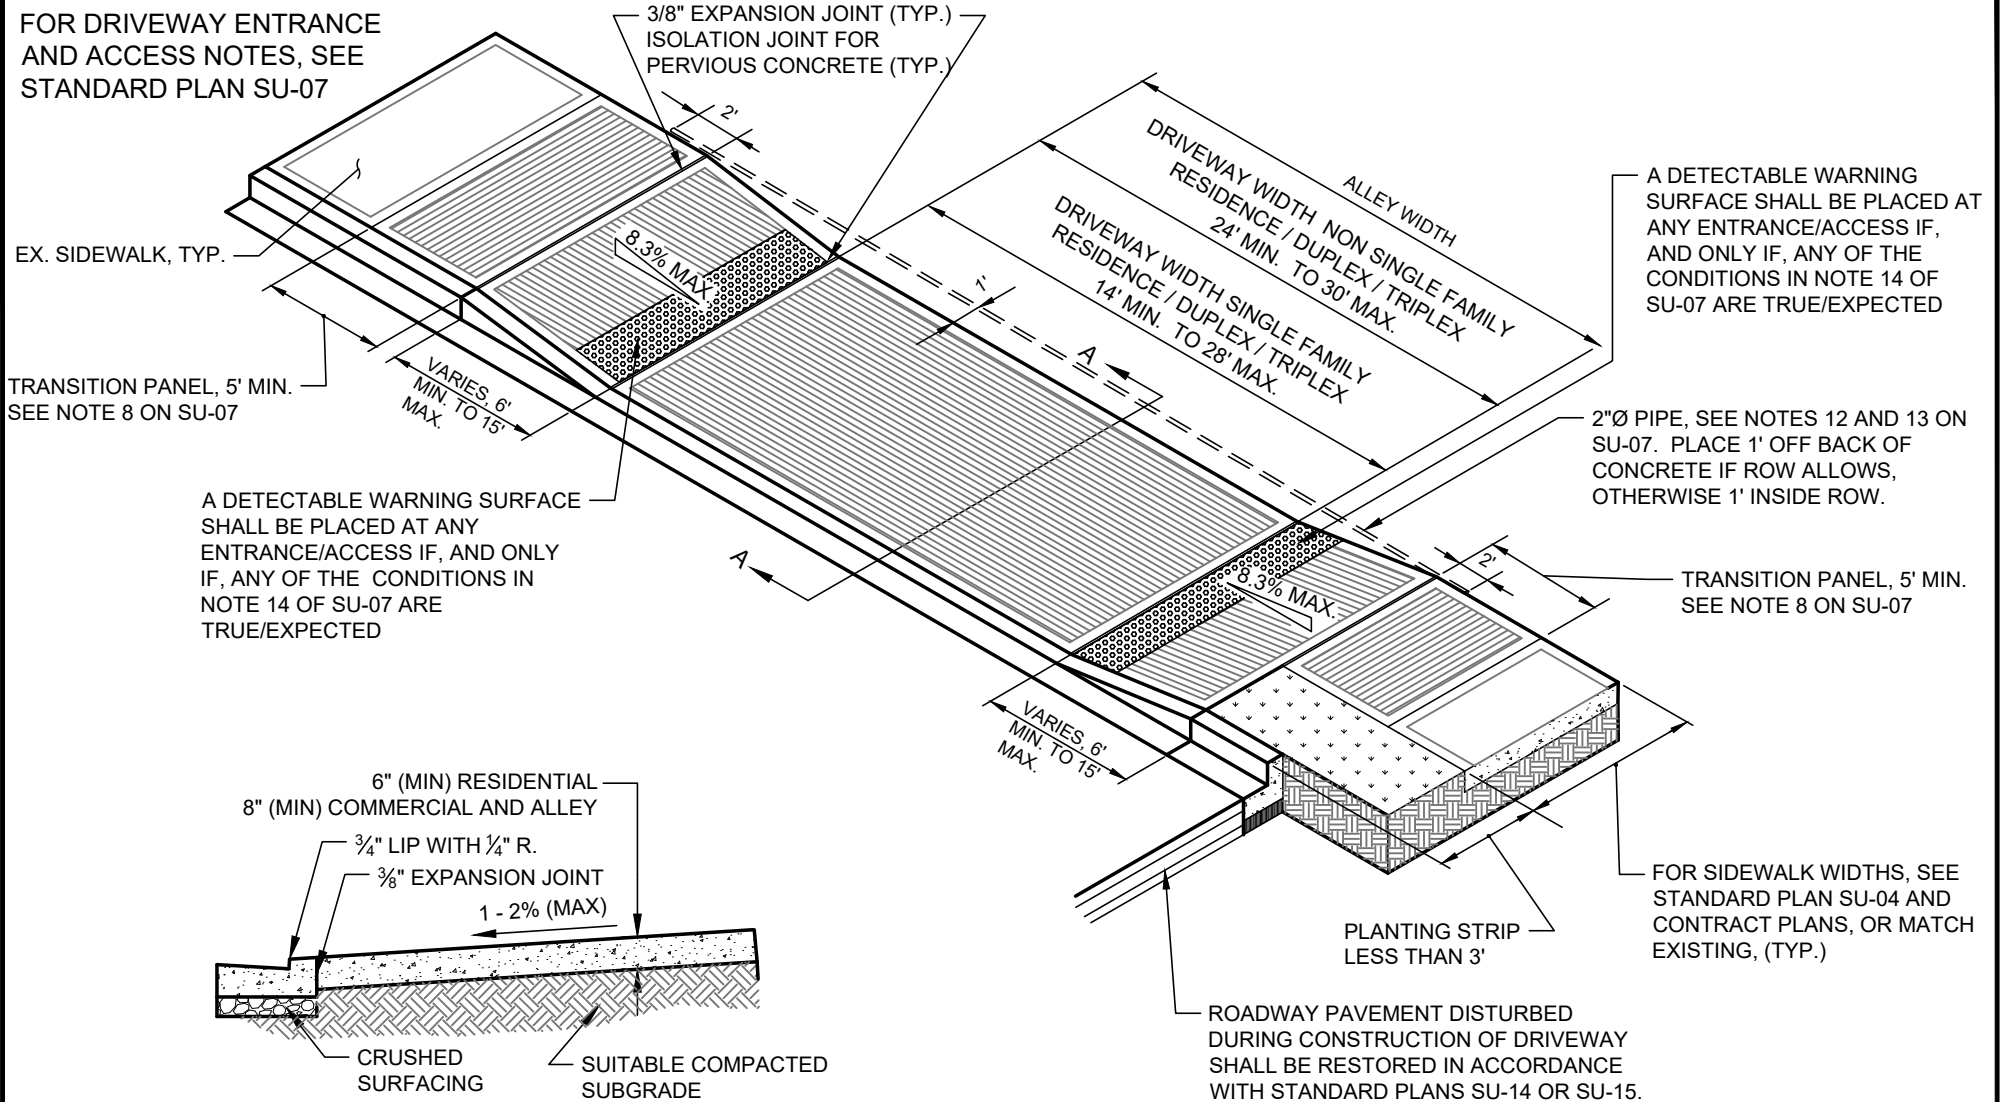 FOR DRIVEWAY ENTRANCE
AND ACCESS NOTES, SEE
STANDARD PLAN SU-07
3/8" EXPANSION JOINT (TYP.)
ISOLATION JOINT FOR
PERVIOUS CONCRETE (TYP.)
2'
ALLEY WIDTH
DRIVEWAY WIDTH NON SINGLE FAMILY
RESIDENCE / DUPLEX / TRIPLEX
24' MIN. TO 30' MAX.
DRIVEWAY WIDTH SINGLE FAMILY
RESIDENCE / DUPLEX / TRIPLEX
14' MIN. TO 28' MAX.
A DETECTABLE WARNING
SURFACE SHALL BE PLACED AT
ANY ENTRANCE/ACCESS IF,
AND ONLY IF, ANY OF THE
CONDITIONS IN NOTE 14 OF
SU-07 ARE TRUE/EXPECTED
EX. SIDEWALK, TYP.
8.3% MAX.
1'
A
TRANSITION PANEL, 5' MIN.
SEE NOTE 8 ON SU-07
VARIES, 6'
MIN. TO 15'
MAX.
2"Ø PIPE, SEE NOTES 12 AND 13 ON
SU-07. PLACE 1' OFF BACK OF
CONCRETE IF ROW ALLOWS,
OTHERWISE 1' INSIDE ROW.
A DETECTABLE WARNING SURFACE
SHALL BE PLACED AT ANY
ENTRANCE/ACCESS IF, AND ONLY
IF, ANY OF THE CONDITIONS IN
NOTE 14 OF SU-07 ARE
TRUE/EXPECTED
A
8.3% MAX.
2'
TRANSITION PANEL, 5' MIN.
SEE NOTE 8 ON SU-07
VARIES, 6'
MIN. TO 15'
MAX.
6" (MIN) RESIDENTIAL
8" (MIN) COMMERCIAL AND ALLEY
¾" LIP WITH ¼" R.
⅜" EXPANSION JOINT
1 - 2% (MAX)
CRUSHED
SURFACING
SUITABLE COMPACTED
SUBGRADE
PLANTING STRIP
LESS THAN 3'
FOR SIDEWALK WIDTHS, SEE
STANDARD PLAN SU-04 AND
CONTRACT PLANS, OR MATCH
EXISTING, (TYP.)
ROADWAY PAVEMENT DISTURBED
DURING CONSTRUCTION OF DRIVEWAY
SHALL BE RESTORED IN ACCORDANCE
WITH STANDARD PLANS SU-14 OR SU-15.